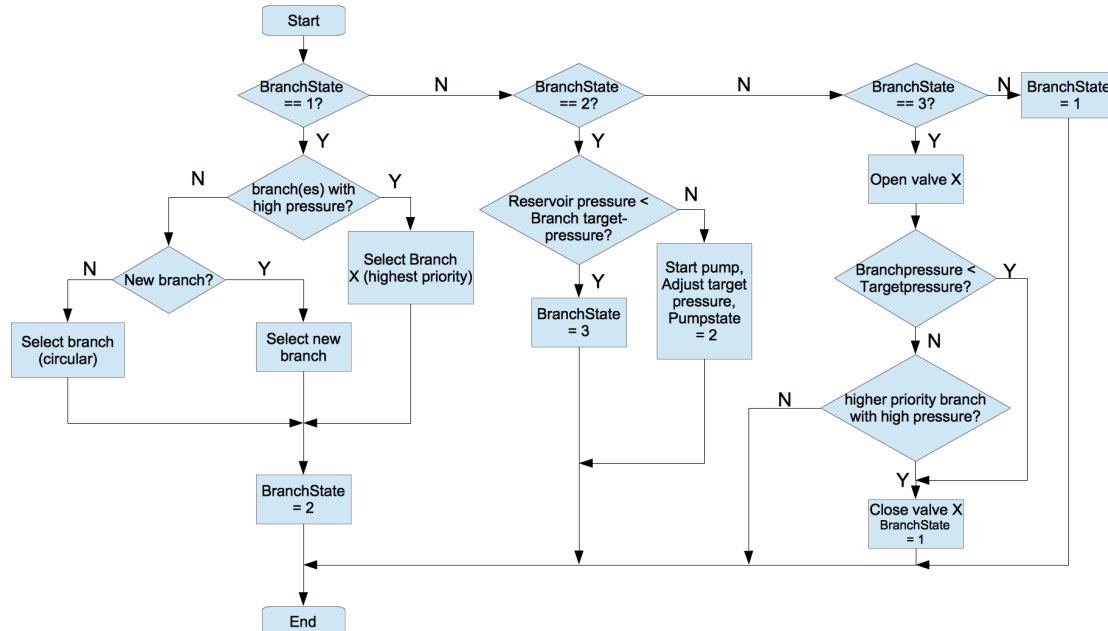 Start
BranchState
== 1?
N
BranchState
== 2?
N
BranchState
== 3?
N
BranchState
= 1
Y
Y
Y
branch(es) with
high pressure?
N
Y
Select Branch
X (highest priority)
New branch?
N
Y
Select branch
(circular)
Select new
branch
BranchState
= 2
Reservoir pressure <
Branch target-
pressure?
N
Y
Start pump,
Adjust target
pressure,
Pumpstate
= 2
BranchState
= 3
Open valve X
Branchpressure <
Targetpressure?
Y
N
higher priority branch
with high pressure?
N
Y
Close valve X
BranchState
= 1
End